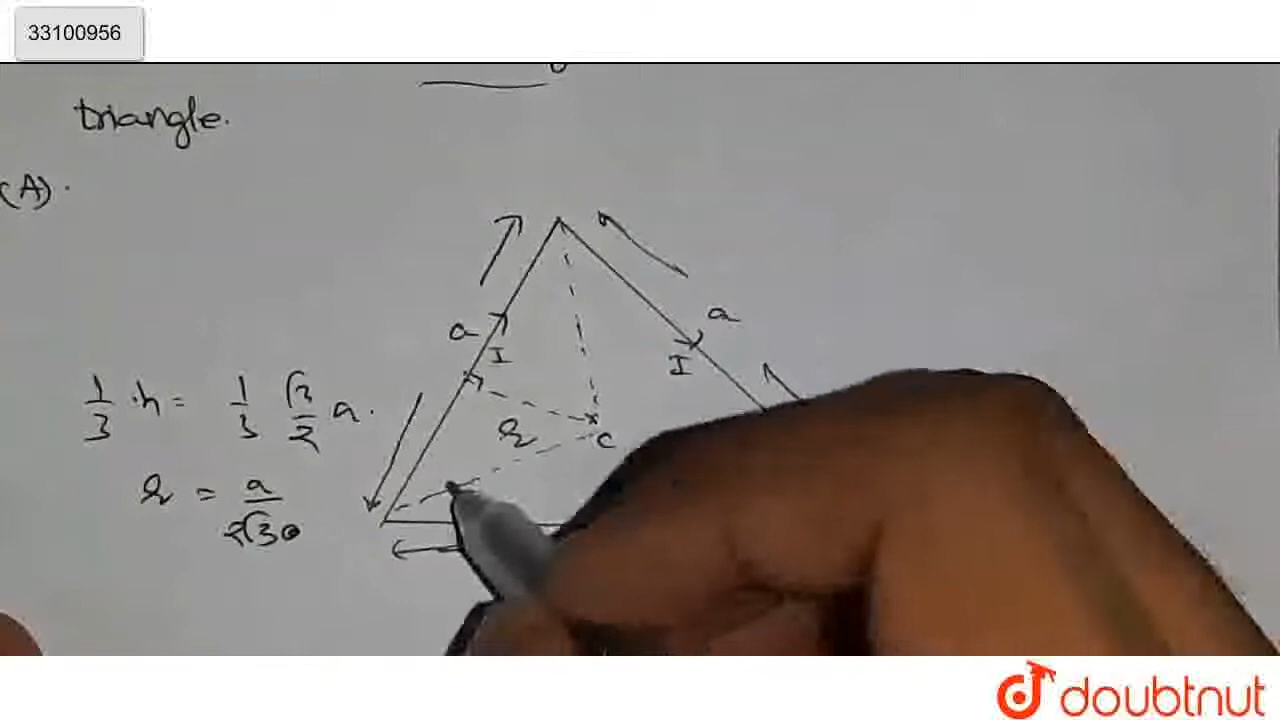 33100956
triangle.
(A).
a
I
a
I
1/3 . h = 1/3 √3/2 a.
r
c
r = a/2√3
doubtnut